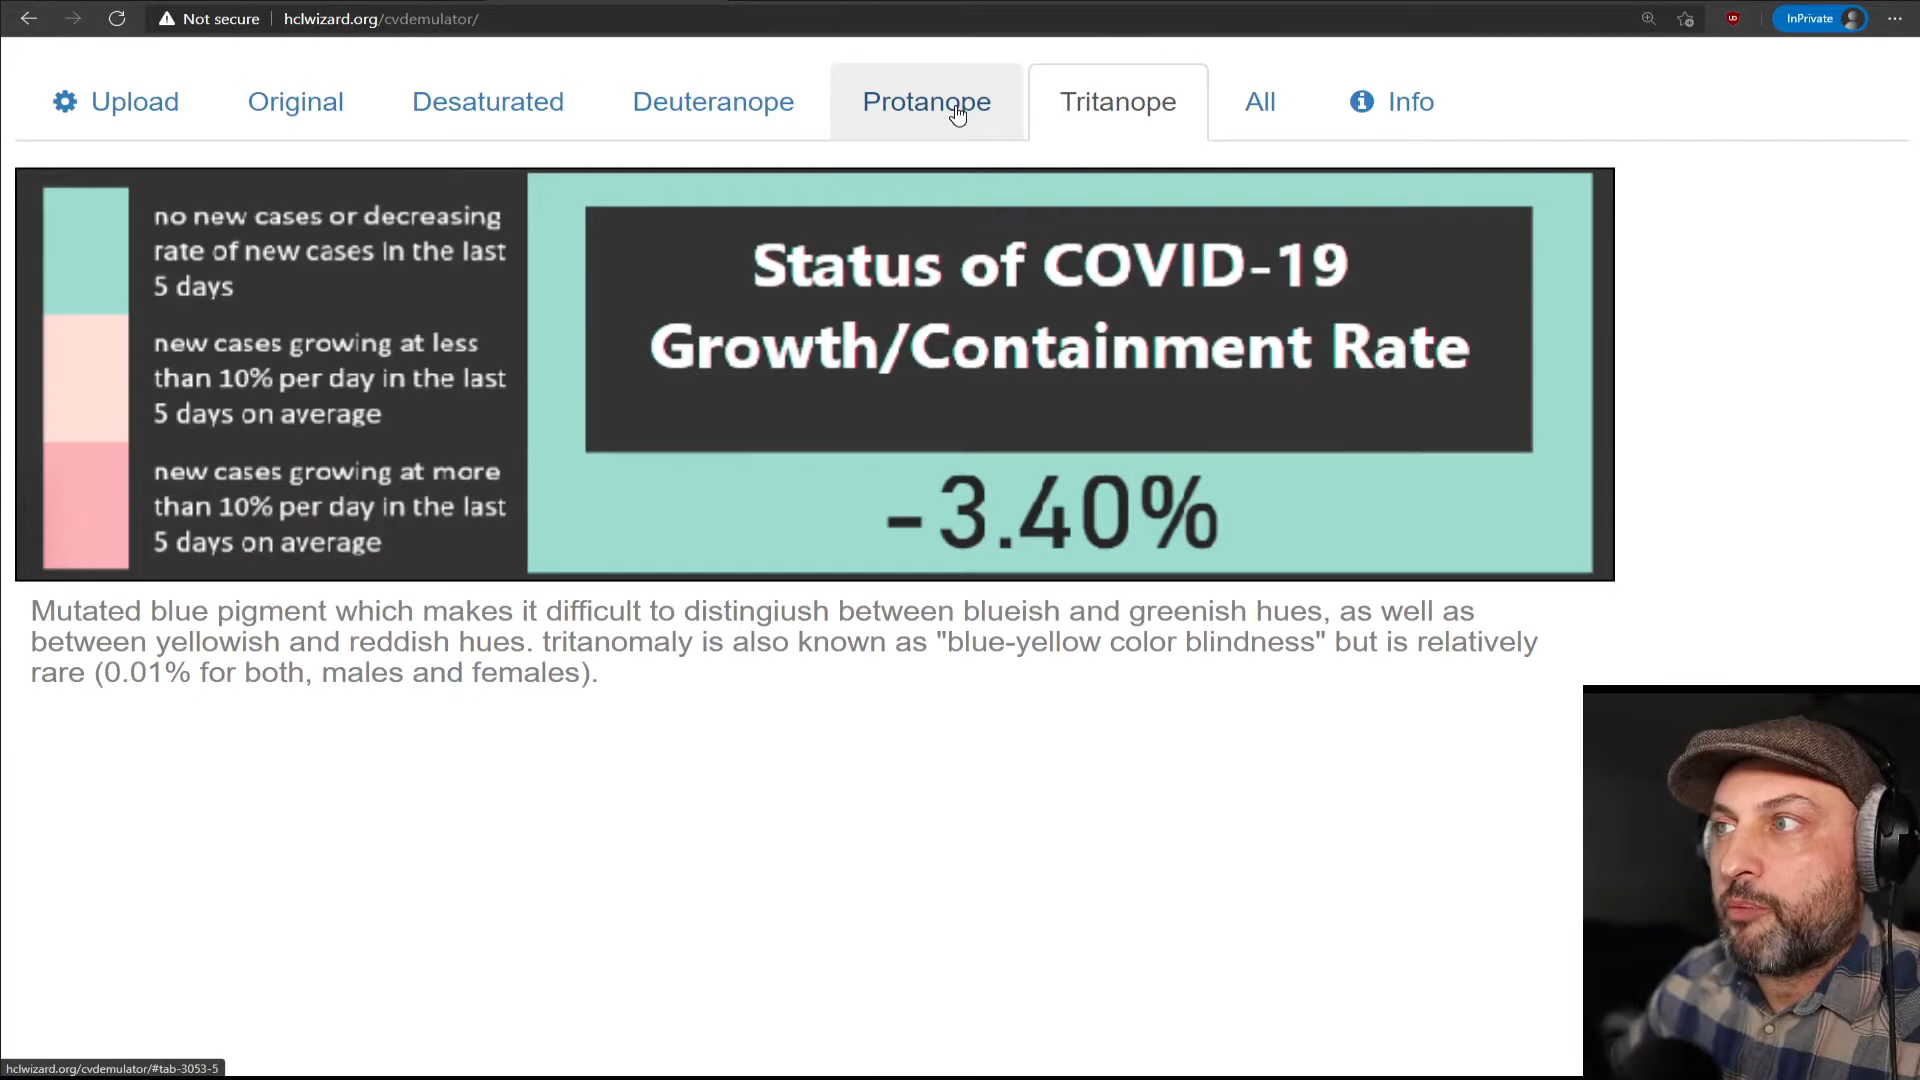 Not secure
hclwizard.org/cvdemulator/
InPrivate
Upload
Original
Desaturated
Deuteranope
Protanope
Tritanope
All
Info
no new cases or decreasing
rate of new cases in the last
5 days
new cases growing at less
than 10% per day in the last
5 days on average
new cases growing at more
than 10% per day in the last
5 days on average
Status of COVID-19
Growth/Containment Rate
-3.40%
Mutated blue pigment which makes it difficult to distingiush between blueish and greenish hues, as well as
between yellowish and reddish hues. tritanomaly is also known as "blue-yellow color blindness" but is relatively
rare (0.01% for both, males and females).
hclwizard.org/cvdemulator/#tab-3053-5